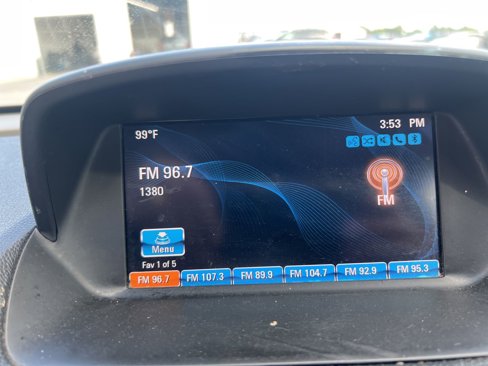 99°F
3:53 PM
FM 96.7
1380
FM
Menu
Fav 1 of 5
FM 96.7 FM 107.3 FM 89.9 FM 104.7 FM 92.9 FM 95.3